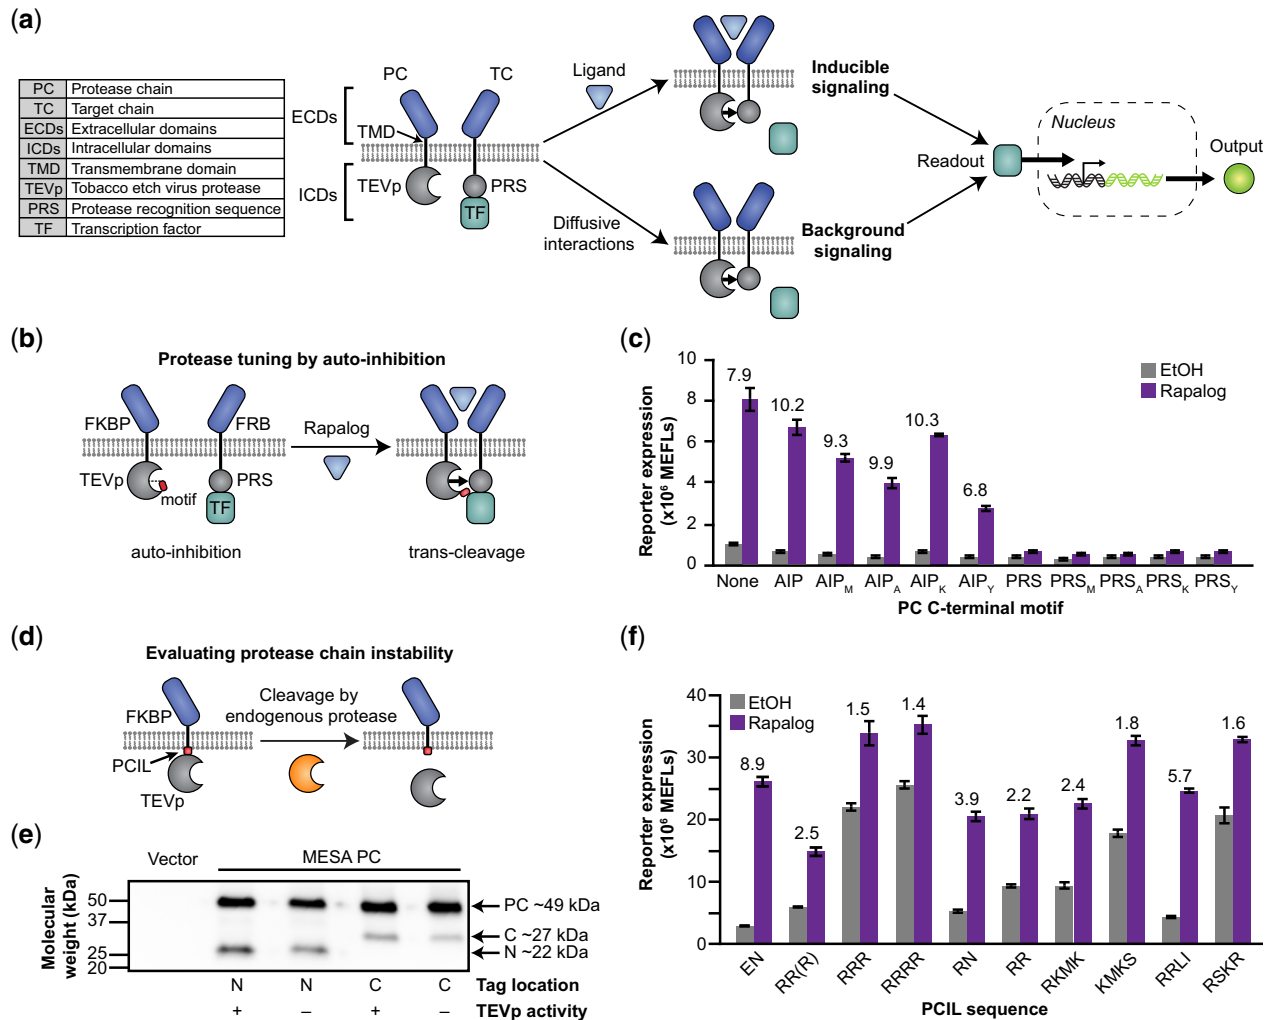 (a)
PC Protease chain
TC Target chain
ECDs Extracellular domains
ICDs Intracellular domains
TMD Transmembrane domain
TEVp Tobacco etch virus protease
PRS Protease recognition sequence
TF Transcription factor
PC
TC
ECDs
TMD
ICDs
TEVp
PRS
TF
Ligand
Diffusive
interactions
Inducible
signaling
Background
signaling
Readout
Nucleus
Output
(b)
Protease tuning by auto-inhibition
FKBP
FRB
TEVp
motif
PRS
TF
Rapalog
auto-inhibition
trans-cleavage
(c)
Reporter expression
(x10⁶ MEFLs)
10
8
6
4
2
0
EtOH
Rapalog
7.9
10.2
9.3
9.9
10.3
6.8
None AIP AIP_M AIP_A AIP_K AIP_Y PRS PRS_M PRS_A PRS_K PRS_Y
PC C-terminal motif
(d)
Evaluating protease chain instability
FKBP
PCIL
TEVp
Cleavage by
endogenous protease
(e)
Vector
MESA PC
Molecular
weight (kDa)
50
37
25
20
PC ~49 kDa
C ~27 kDa
N ~22 kDa
N N C C Tag location
+ – + – TEVp activity
(f)
Reporter expression
(x10⁶ MEFLs)
40
30
20
10
0
EtOH
Rapalog
8.9
2.5
1.5
1.4
3.9
2.2
2.4
1.8
5.7
1.6
EN RR(R) RRR RRRR RN RR RKMK KMKS RRLI RSKR
PCIL sequence